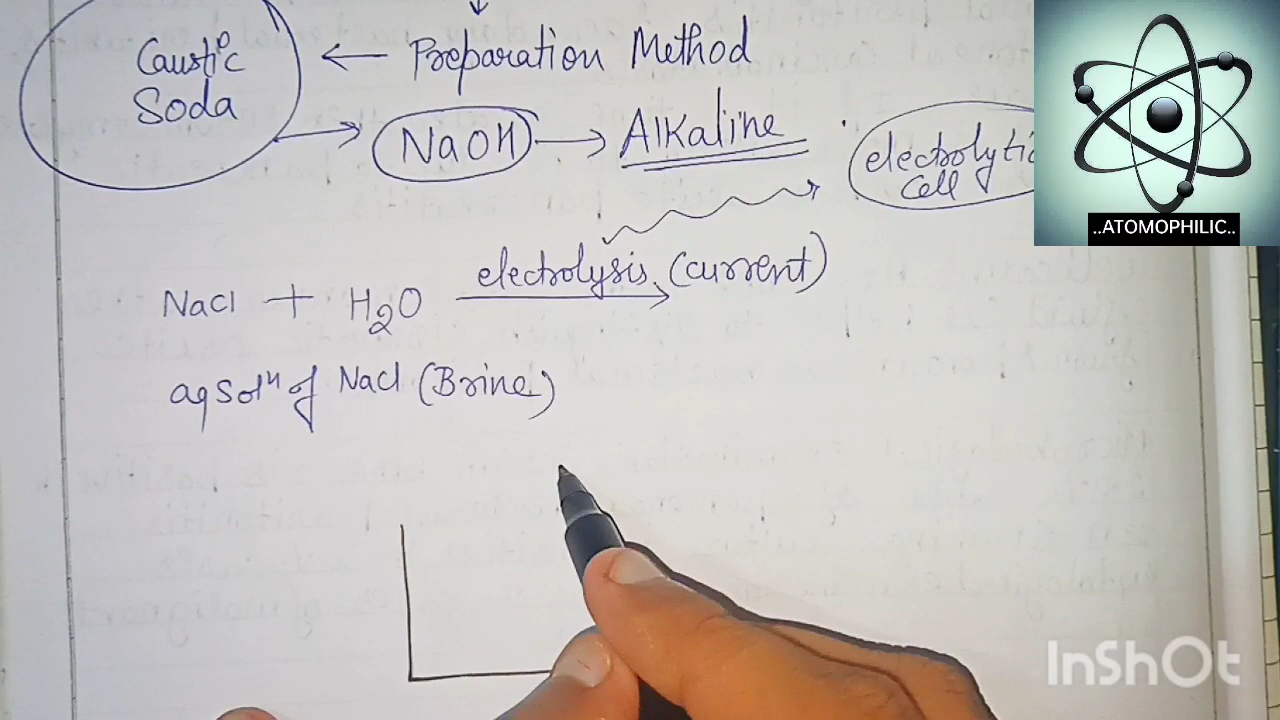 Caustic ← Preparation Method
Soda
NaOH → Alkaline
electrolytic
Cell
..ATOMOPHILIC..
NaCl + H2O electrolysis (current)
aq Solⁿ of NaCl (Brine)
InShOt